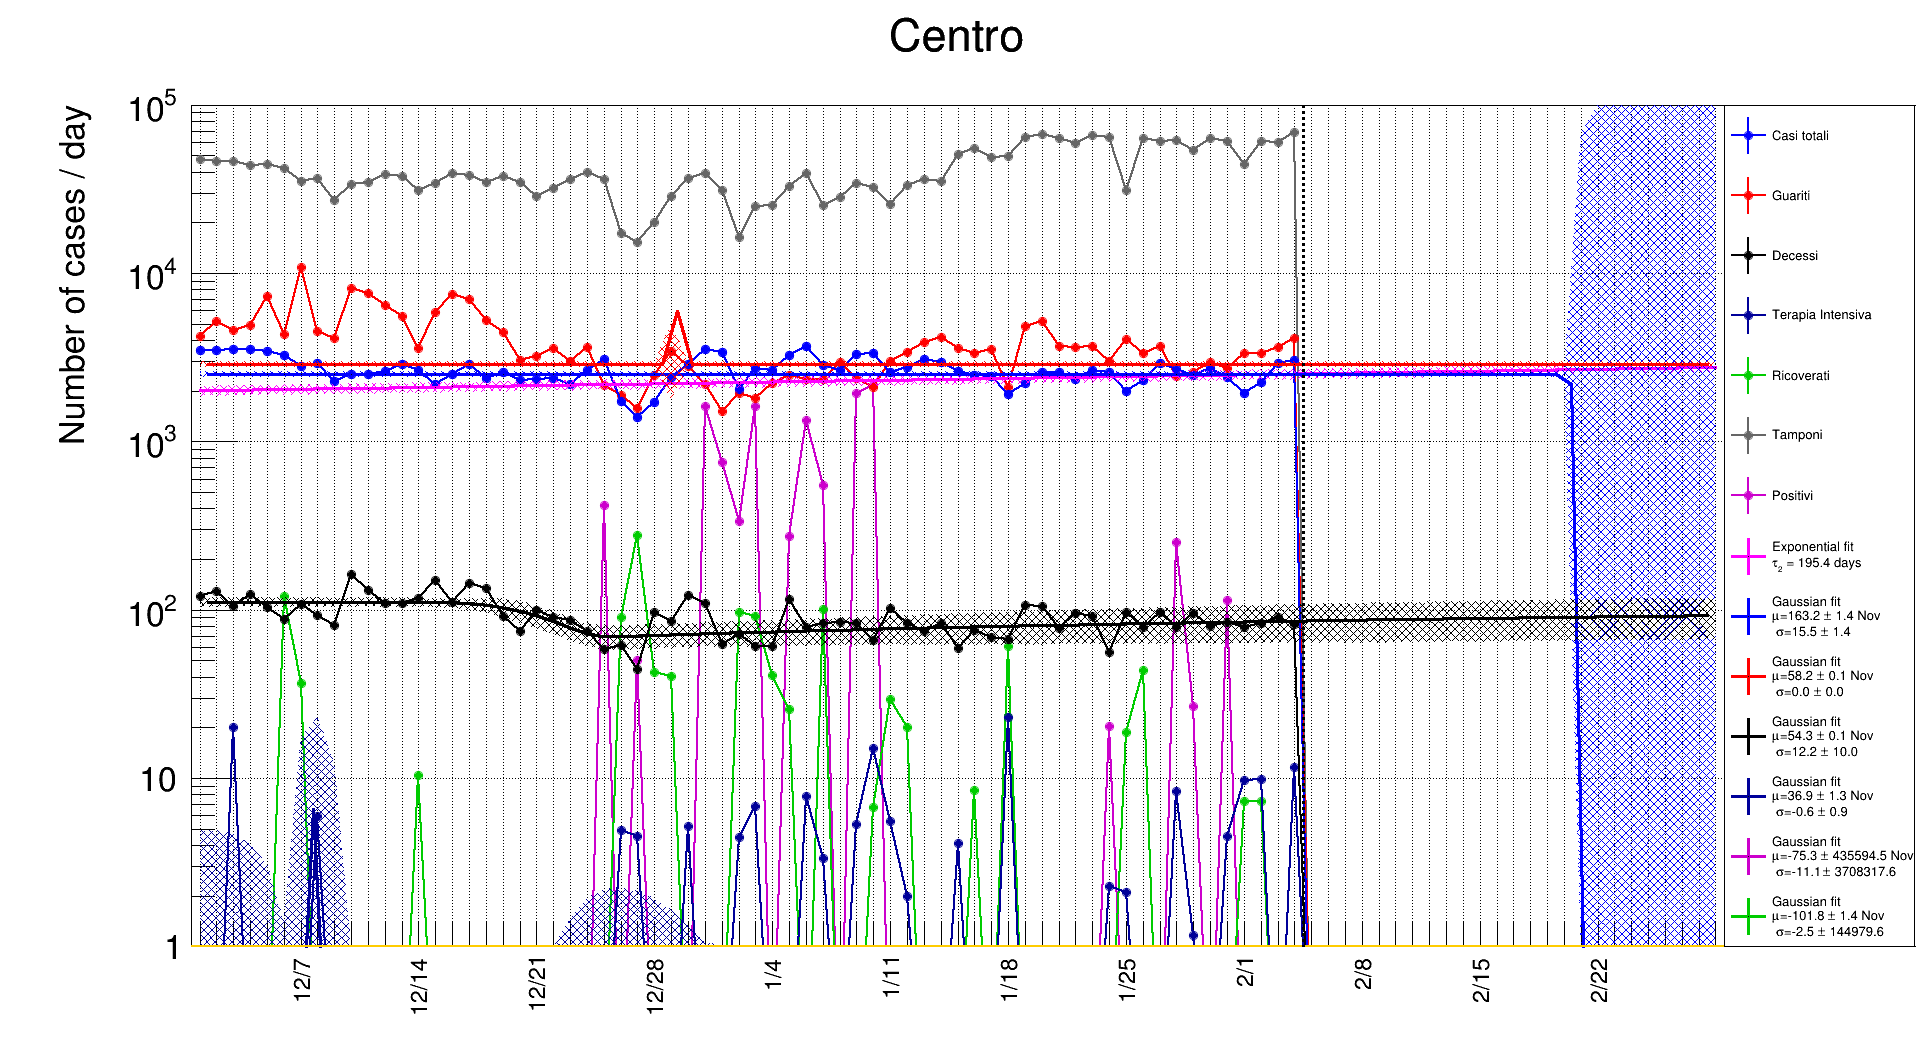 Centro
Number of cases / day
10^5
10^4
10^3
10^2
10
1
12/7
12/14
12/21
12/28
1/4
1/11
1/18
1/25
2/1
2/8
2/15
2/22
Casi totali
Guariti
Decessi
Terapia Intensiva
Ricoverati
Tamponi
Positivi
Exponential fit
τ₂ = 195.4 days
Gaussian fit
μ=163.2 ± 1.4 Nov
σ=15.5 ± 1.4
Gaussian fit
μ=58.2 ± 0.1 Nov
σ=0.0 ± 0.0
Gaussian fit
μ=54.3 ± 0.1 Nov
σ=12.2 ± 10.0
Gaussian fit
μ=36.9 ± 1.3 Nov
σ=-0.6 ± 0.9
Gaussian fit
μ=-75.3 ± 435594.5 Nov
σ=-11.1 ± 3708317.6
Gaussian fit
μ=-101.8 ± 1.4 Nov
σ=-2.5 ± 144979.6